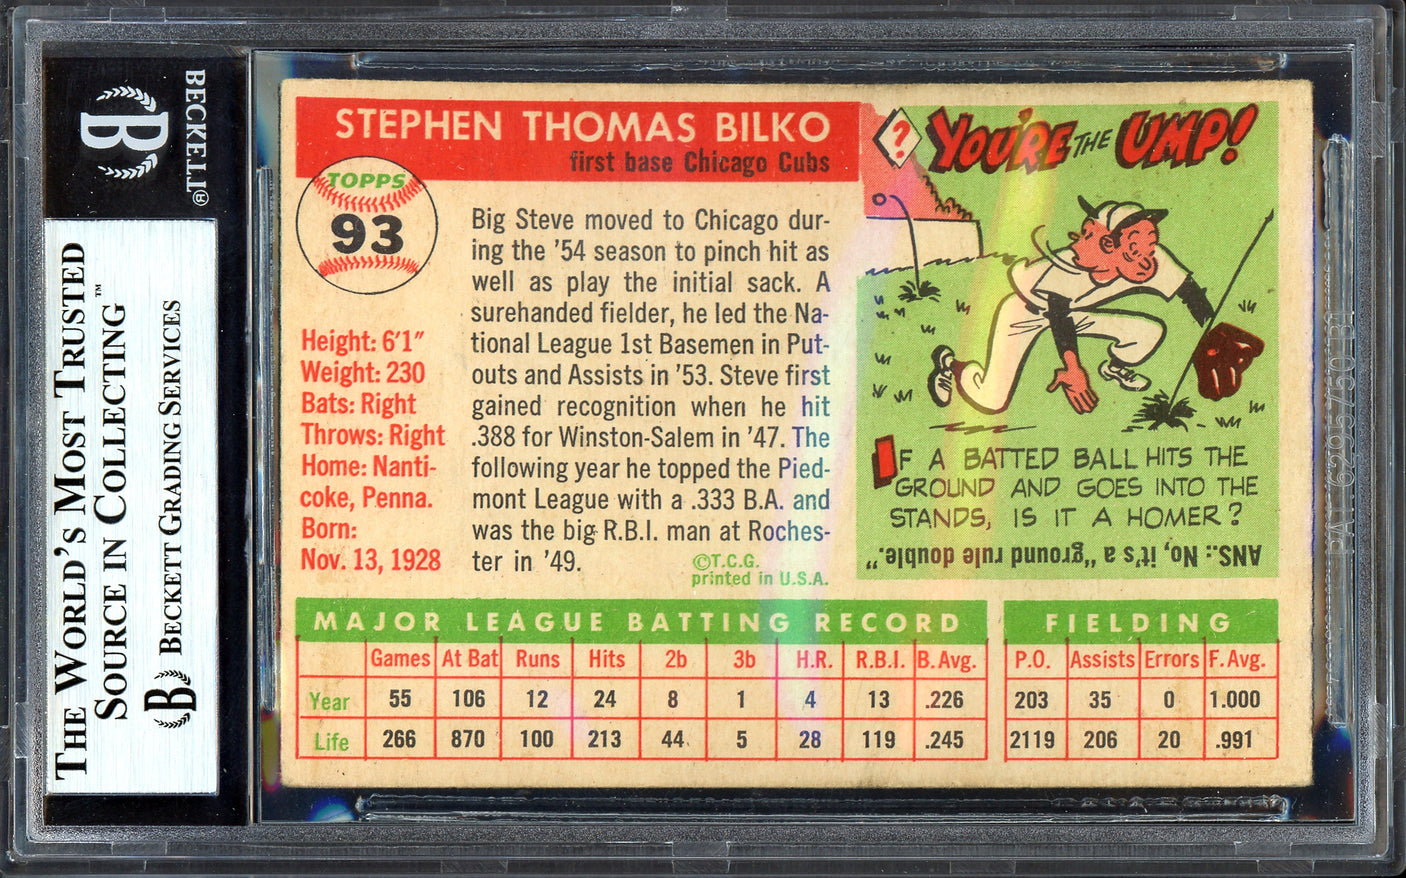 BECKETT®
THE WORLD'S MOST TRUSTED
SOURCE IN COLLECTING™
BECKETT GRADING SERVICES
STEPHEN THOMAS BILKO
first base Chicago Cubs
TOPPS
93
Height: 6'1"
Weight: 230
Bats: Right
Throws: Right
Home: Nanti-
coke, Penna.
Born:
Nov. 13, 1928
Big Steve moved to Chicago dur-
ing the '54 season to pinch hit as
well as play the initial sack. A
surehanded fielder, he led the Na-
tional League 1st Basemen in Put-
outs and Assists in '53. Steve first
gained recognition when he hit
.388 for Winston-Salem in '47. The
following year he topped the Pied-
mont League with a .333 B.A. and
was the big R.B.I. man at Roches-
ter in '49.
©T.C.G.
printed in U.S.A.
? YOU'RE THE UMP!
IF A BATTED BALL HITS THE
GROUND AND GOES INTO THE
STANDS, IS IT A HOMER?
ANS.: No, it's a "ground rule double."
MAJOR LEAGUE BATTING RECORD FIELDING
Games At Bat Runs Hits 2b 3b H.R. R.B.I. B. Avg. P.O. Assists Errors F. Avg.
Year 55 106 12 24 8 1 4 13 .226 203 35 0 1.000
Life 266 870 100 213 44 5 28 119 .245 2119 206 20 .991